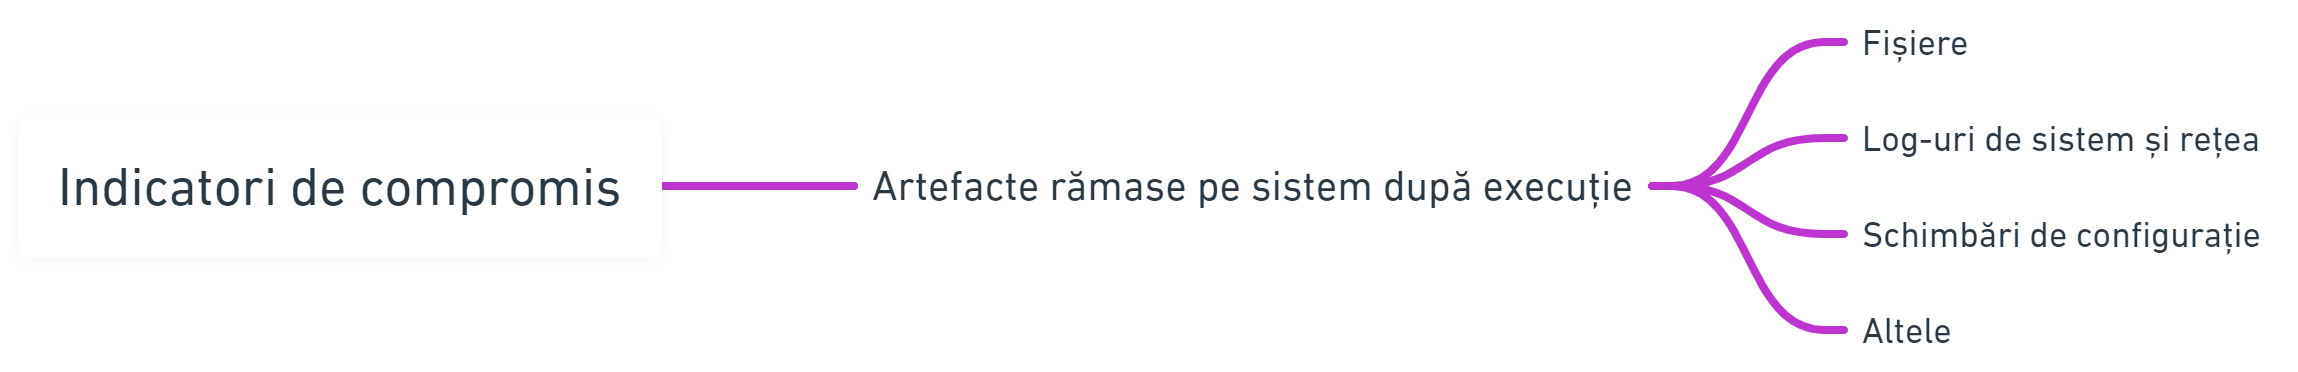 Indicatori de compromis
Artefacte rămase pe sistem după execuție
Fișiere
Log-uri de sistem și rețea
Schimbări de configurație
Altele